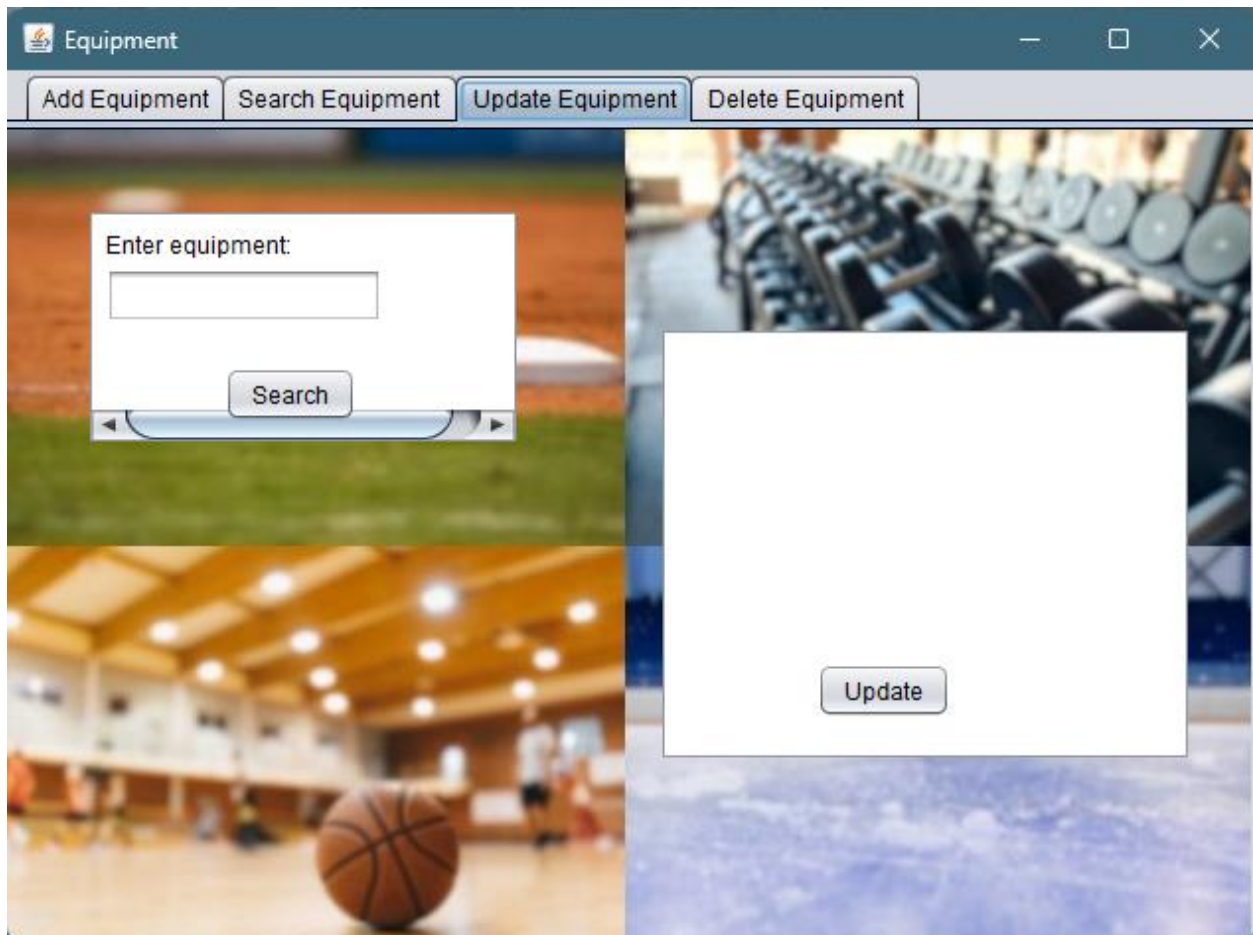 Equipment
Add Equipment Search Equipment Update Equipment Delete Equipment
Enter equipment:
Search
Update